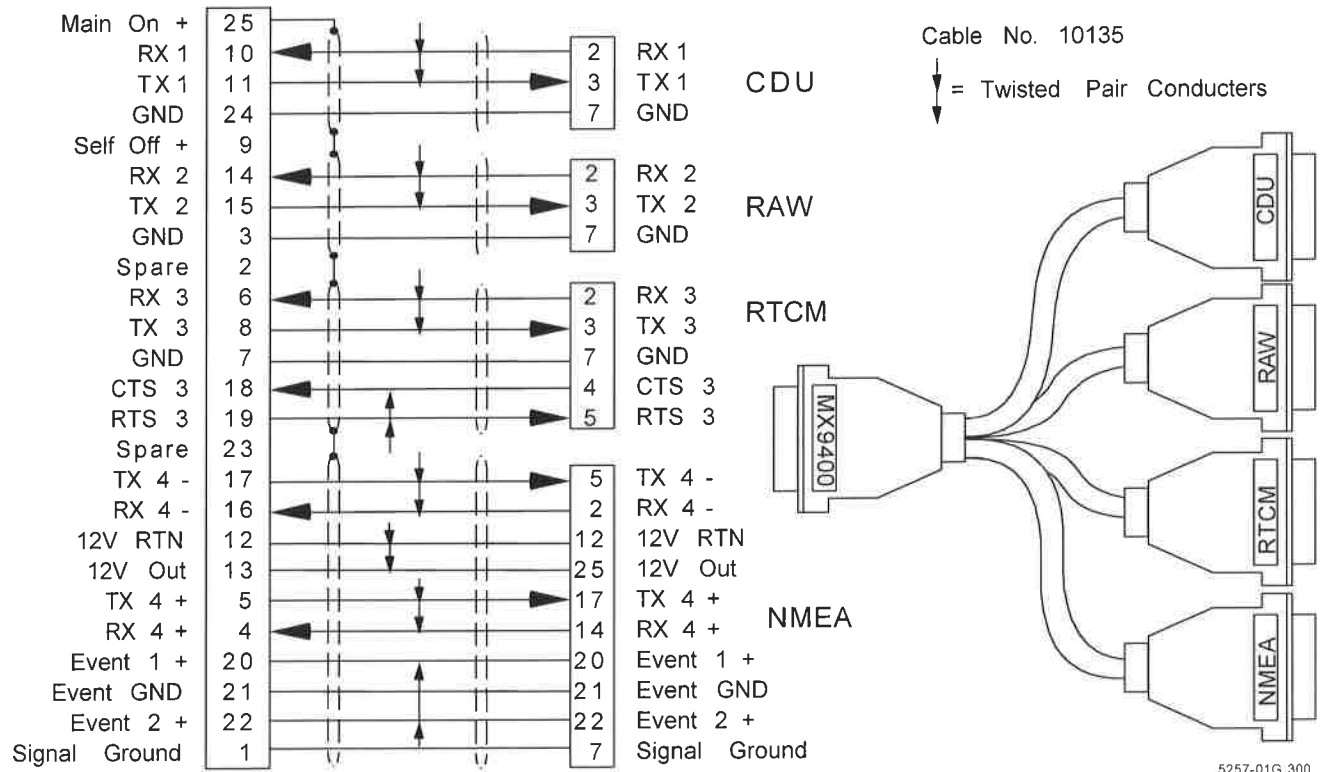 Main On + 25
RX 1 10 2 RX 1
TX 1 11 3 TX 1
GND 24 7 GND
CDU
Self Off + 9
RX 2 14 2 RX 2
TX 2 15 3 TX 2
GND 3 7 GND
RAW
Spare 2
RX 3 6 2 RX 3
TX 3 8 3 TX 3
GND 7 7 GND
CTS 3 18 4 CTS 3
RTS 3 19 5 RTS 3
RTCM
Spare 23
TX 4 - 17 5 TX 4 -
RX 4 - 16 2 RX 4 -
12V RTN 12 12 12V RTN
12V Out 13 25 12V Out
TX 4 + 5 17 TX 4 +
RX 4 + 4 14 RX 4 +
Event 1 + 20 20 Event 1 +
Event GND 21 21 Event GND
Event 2 + 22 22 Event 2 +
Signal Ground 1 7 Signal Ground
NMEA
Cable No. 10135
= Twisted Pair Conducters
MX9400
CDU
RAW
RTCM
NMEA
5257-01G 300